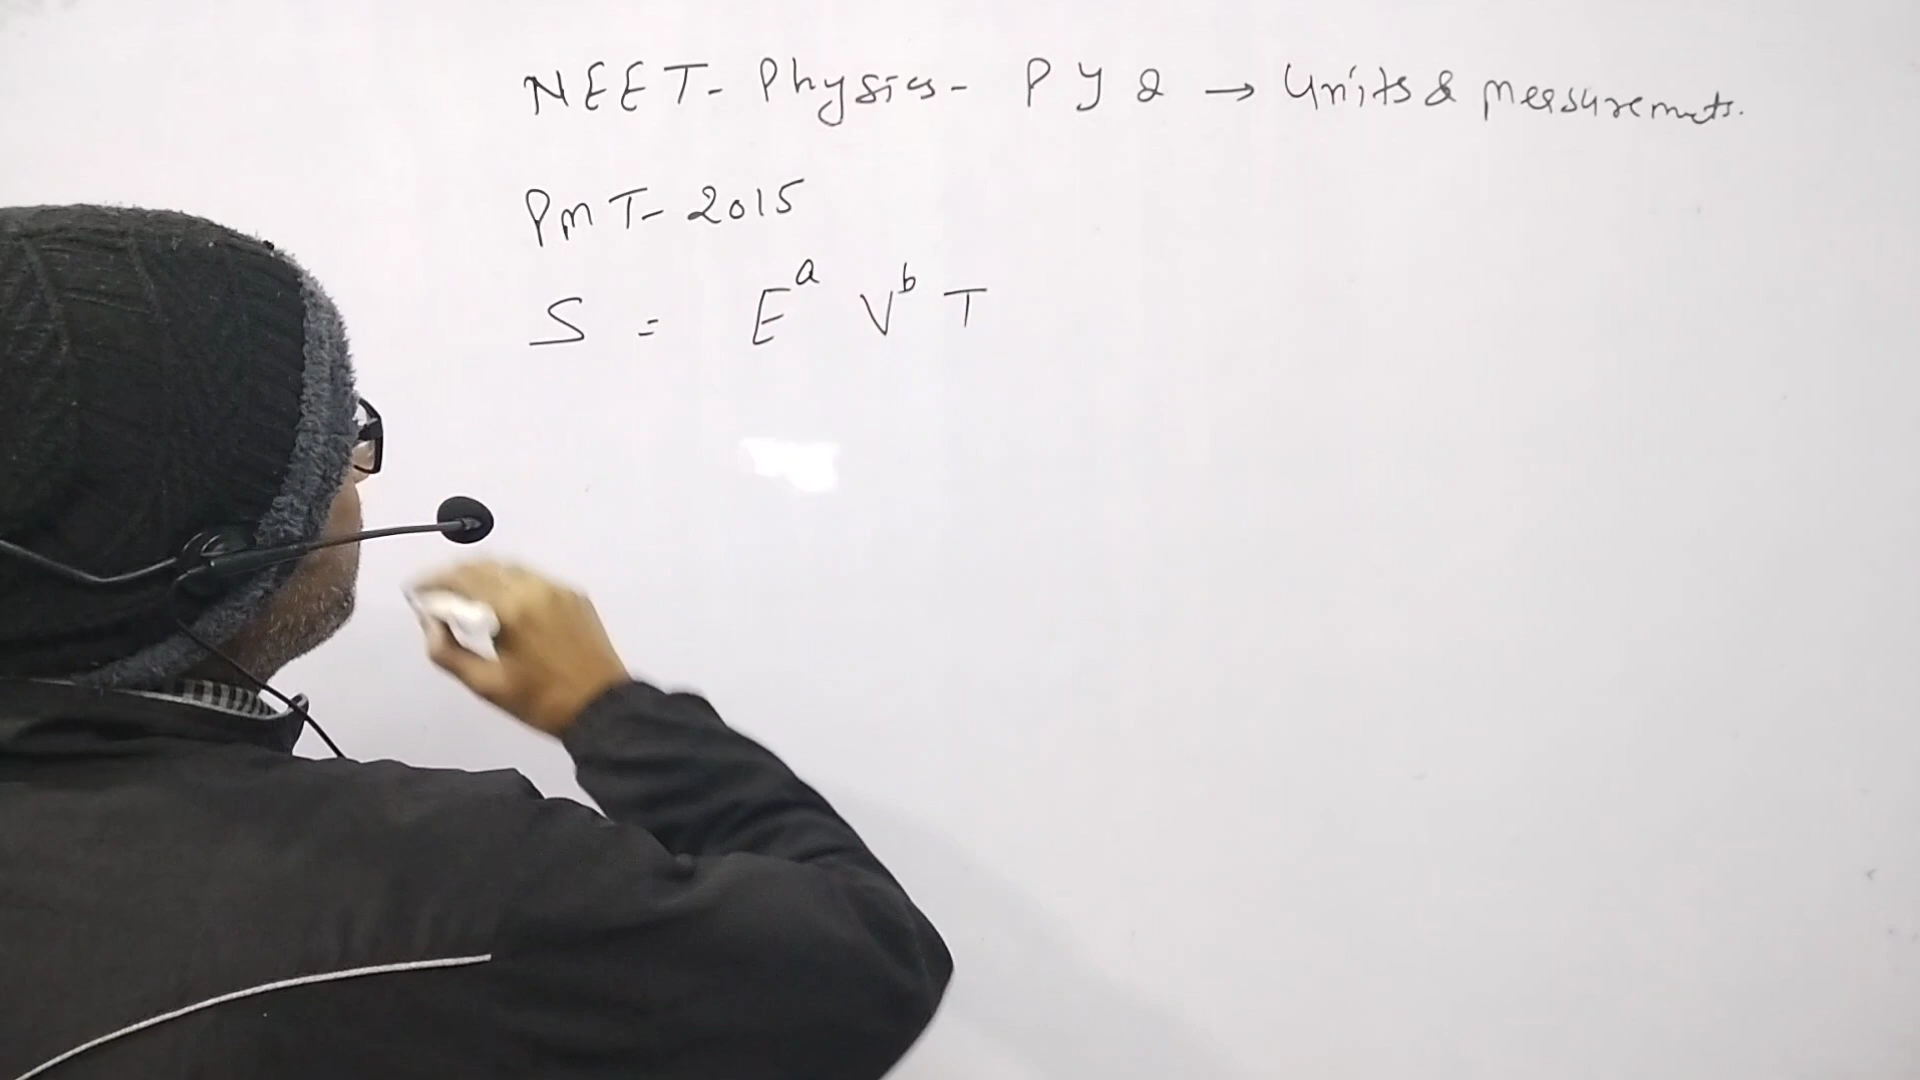 NEET- Physics- PYQ → Units & measurements.
PMT- 2015
S = E^a V^b T